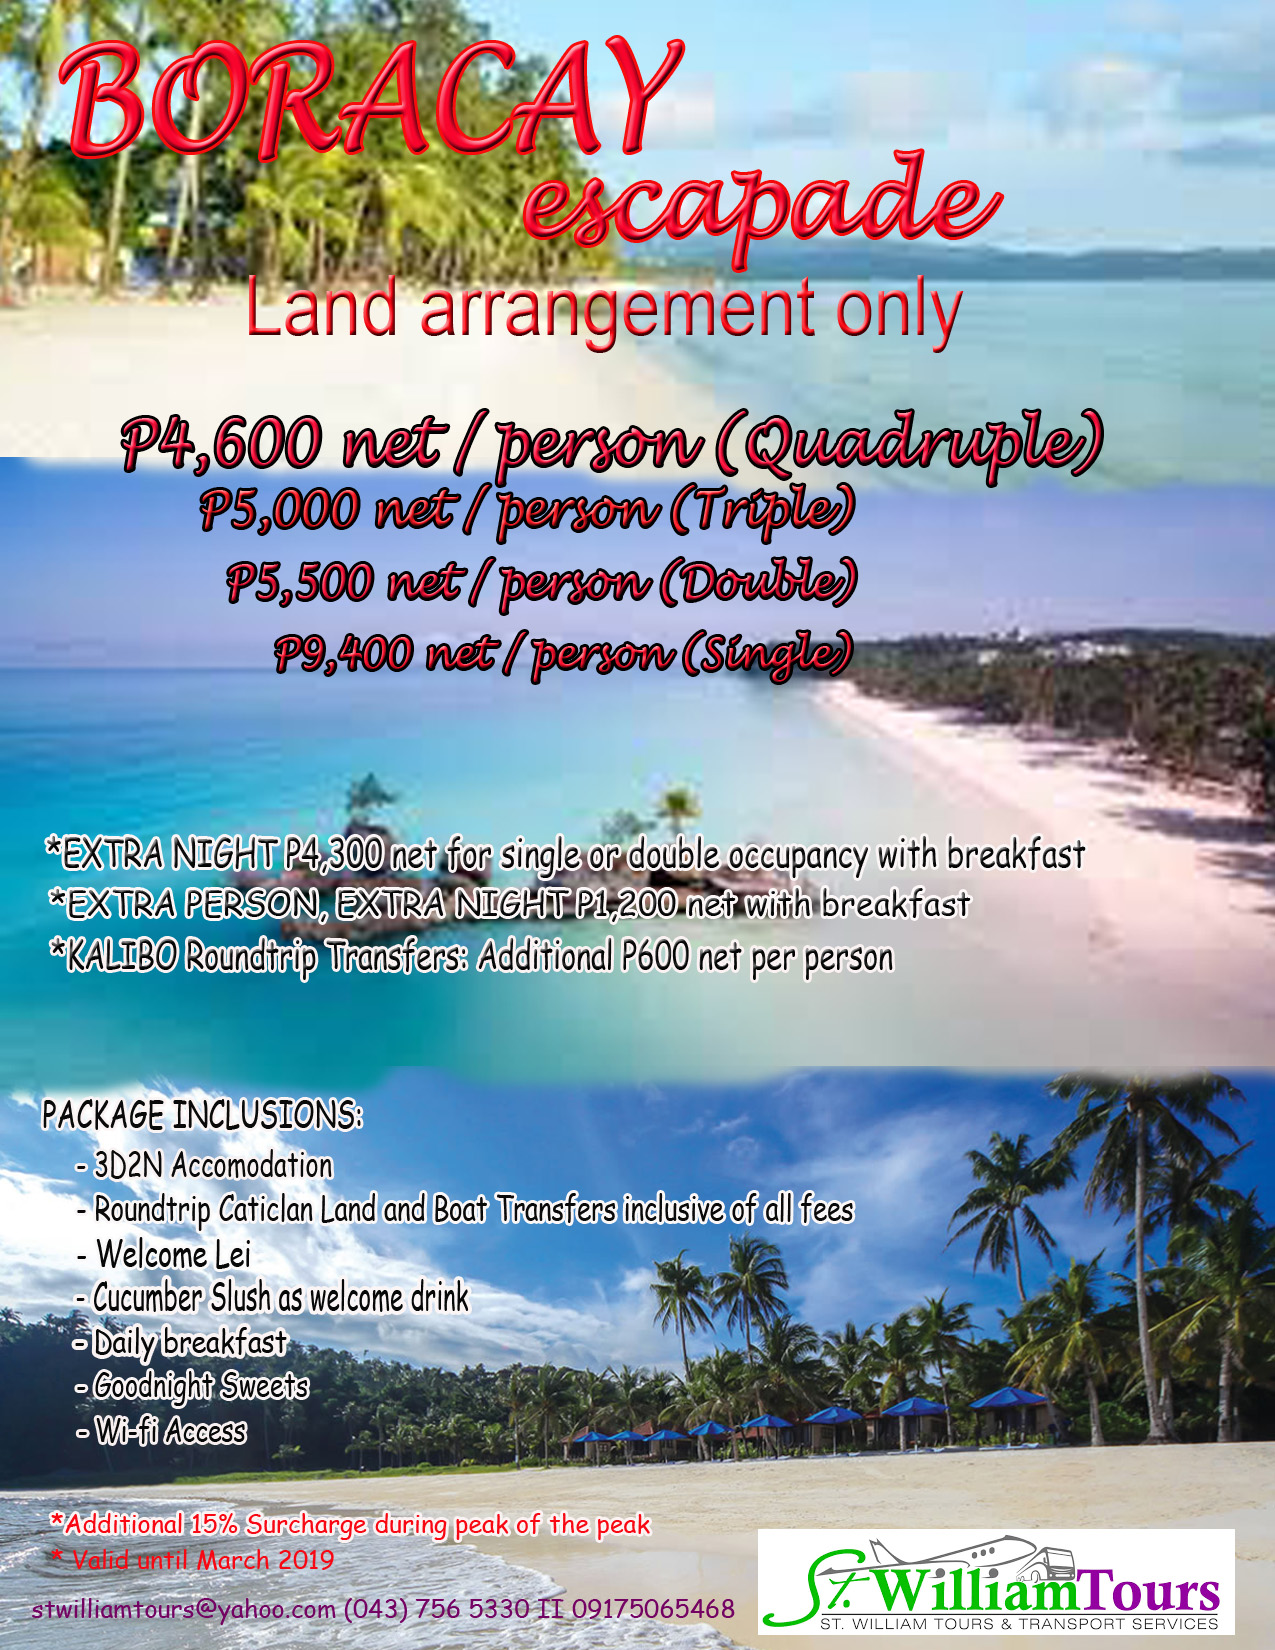 BORACAY
escapade
Land arrangement only
P4,600 net / person (Quadruple)
P5,000 net / person (Triple)
P5,500 net / person (Double)
P9,400 net / person (Single)
*EXTRA NIGHT P4,300 net for single or double occupancy with breakfast
*EXTRA PERSON, EXTRA NIGHT P1,200 net with breakfast
*KALIBO Roundtrip Transfers: Additional P600 net per person
PACKAGE INCLUSIONS:
- 3D2N Accomodation
- Roundtrip Caticlan Land and Boat Transfers inclusive of all fees
- Welcome Lei
- Cucumber Slush as welcome drink
- Daily breakfast
- Goodnight Sweets
- Wi-fi Access
*Additional 15% Surcharge during peak of the peak
* Valid until March 2019
stwilliamtours@yahoo.com (043) 756 5330 II 09175065468
St. William Tours
ST. WILLIAM TOURS & TRANSPORT SERVICES